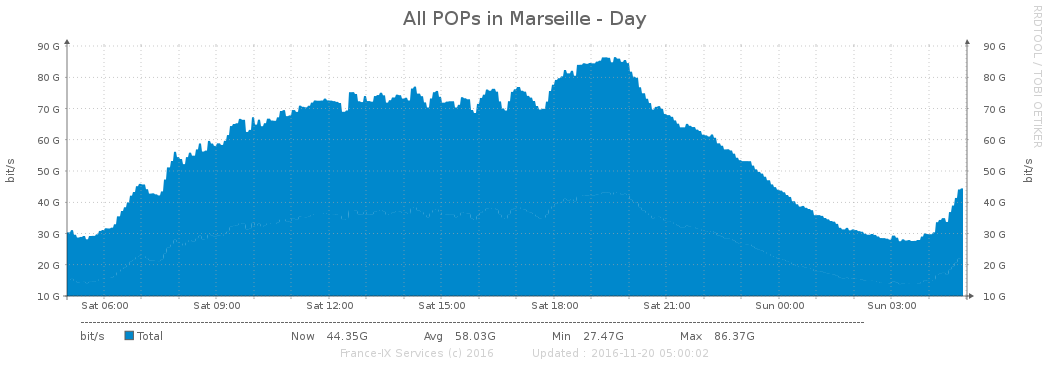 All POPs in Marseille - Day
RRDTOOL / TOBI OETIKER
90 G 90 G
80 G 80 G
70 G 70 G
60 G 60 G
50 G 50 G
40 G 40 G
30 G 30 G
20 G 20 G
10 G 10 G
bit/s bit/s
Sat 06:00 Sat 09:00 Sat 12:00 Sat 15:00 Sat 18:00 Sat 21:00 Sun 00:00 Sun 03:00
bit/s Total Now 44.35G Avg 58.03G Min 27.47G Max 86.37G
France-IX Services (c) 2016 Updated : 2016-11-20 05:00:02